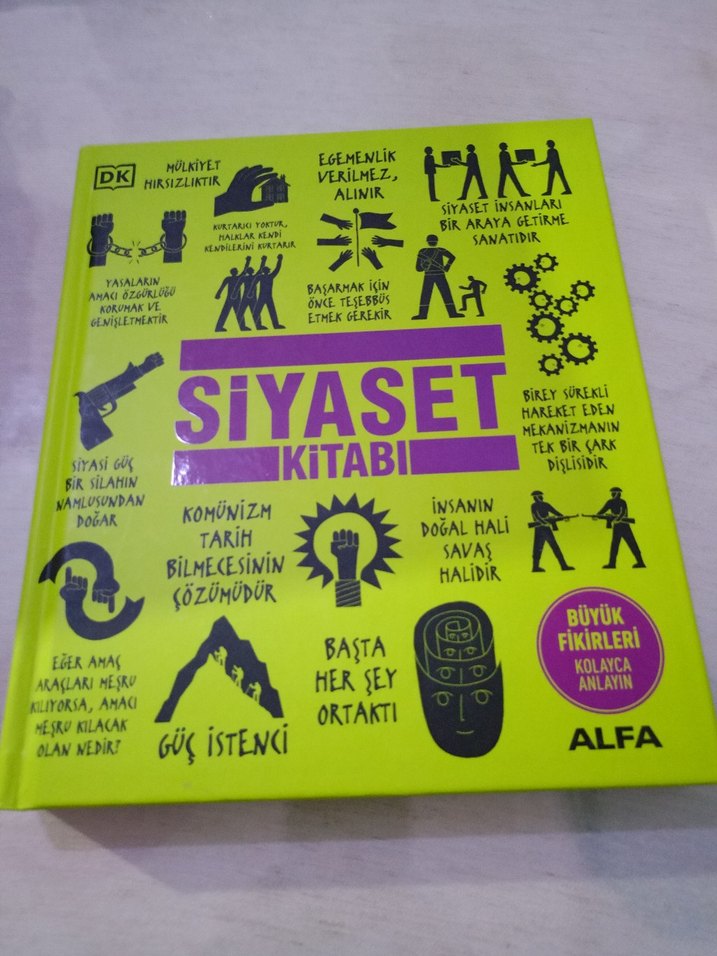 DK
MÜLKİYET
HIRSIZLIKTIR
EGEMENLİK
VERİLMEZ,
ALINIR
SİYASET İNSANLARI
BİR ARAYA GETİRME
SANATIDIR
KURTARICI YOKTUR,
HALKLAR KENDİ
KENDİLERİNİ KURTARIR
YASALARIN
AMACI ÖZGÜRLÜĞÜ
KORUMAK VE
GENİŞLETMEKTİR
BAŞARMAK İÇİN
ÖNCE TEŞEBBÜS
ETMEK GEREKİR
SİYASET
KİTABI
BİREY SÜREKLİ
HAREKET EDEN
MEKANİZMANIN
TEK BİR ÇARK
DİŞLİSİDİR
SİYASİ GÜÇ
BİR SİLAHIN
NAMLUSUNDAN
DOĞAR
KOMÜNİZM
TARİH
BİLMECESİNİN
ÇÖZÜMÜDÜR
İNSANIN
DOĞAL HALİ
SAVAŞ
HALİDİR
EĞER AMAÇ
ARAÇLARI MEŞRU
KILIYORSA, AMACI
MEŞRU KILACAK
OLAN NEDİR?
GÜÇ İSTENCİ
BAŞTA
HER ŞEY
ORTAKTI
BÜYÜK
FİKİRLERİ
KOLAYCA
ANLAYIN
ALFA